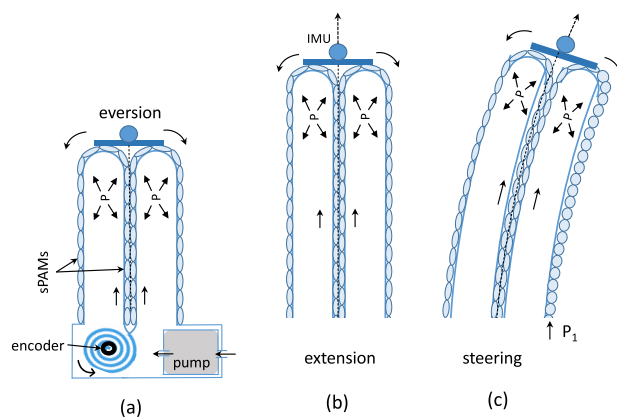 eversion
P
P
sPAMs
encoder
pump
(a)
IMU
P
P
extension
(b)
P
P
P1
steering
(c)